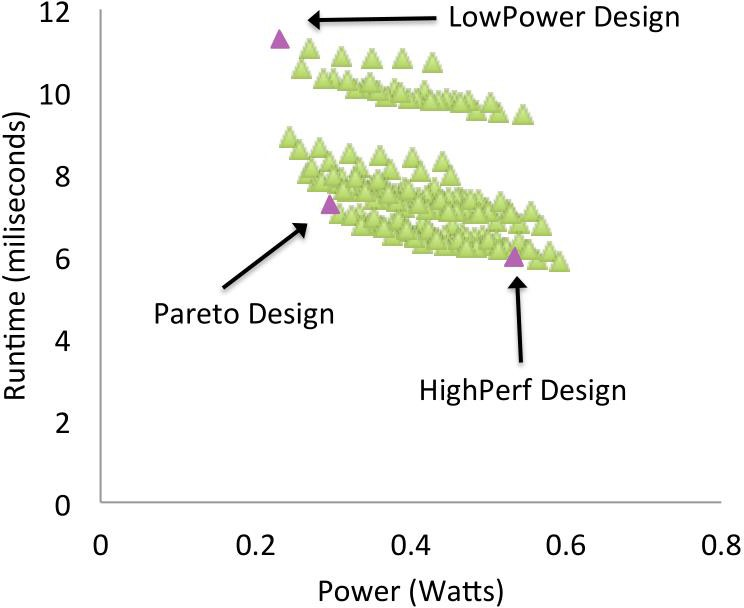 LowPower Design
12
10
8
6
4
2
0
Runtime (miliseconds)
Pareto Design
HighPerf Design
0 0.2 0.4 0.6 0.8
Power (Watts)